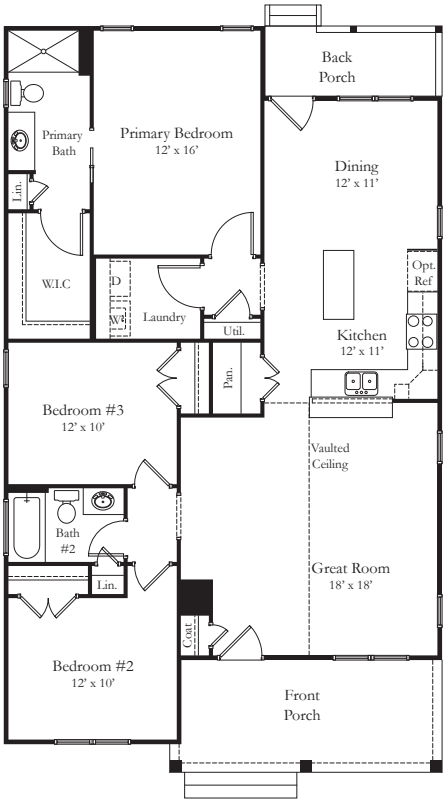 Back
Porch
Primary Bedroom
12' x 16'
Primary
Bath
Dining
12' x 11'
Lin.
W.I.C
D
W
Laundry
Opt.
Ref
Util.
Kitchen
12' x 11'
Pan.
Bedroom #3
12' x 10'
Vaulted
Ceiling
Bath
#2
Great Room
18' x 18'
Lin.
Coat
Bedroom #2
12' x 10'
Front
Porch